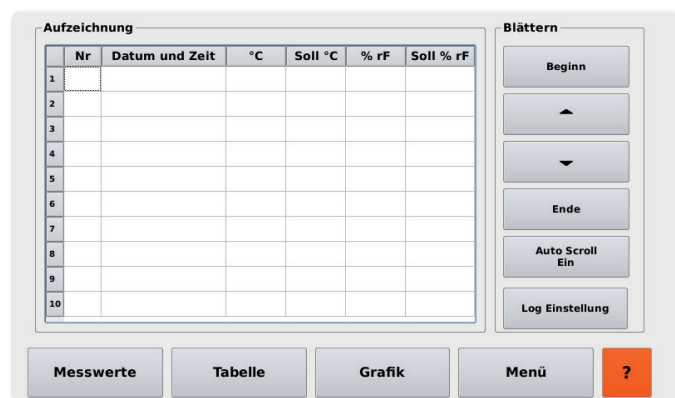 Aufzeichnung
Nr Datum und Zeit °C Soll °C % rF Soll % rF
1
2
3
4
5
6
7
8
9
10
Blättern
Beginn
Ende
Auto Scroll
Ein
Log Einstellung
Messwerte Tabelle Grafik Menü ?